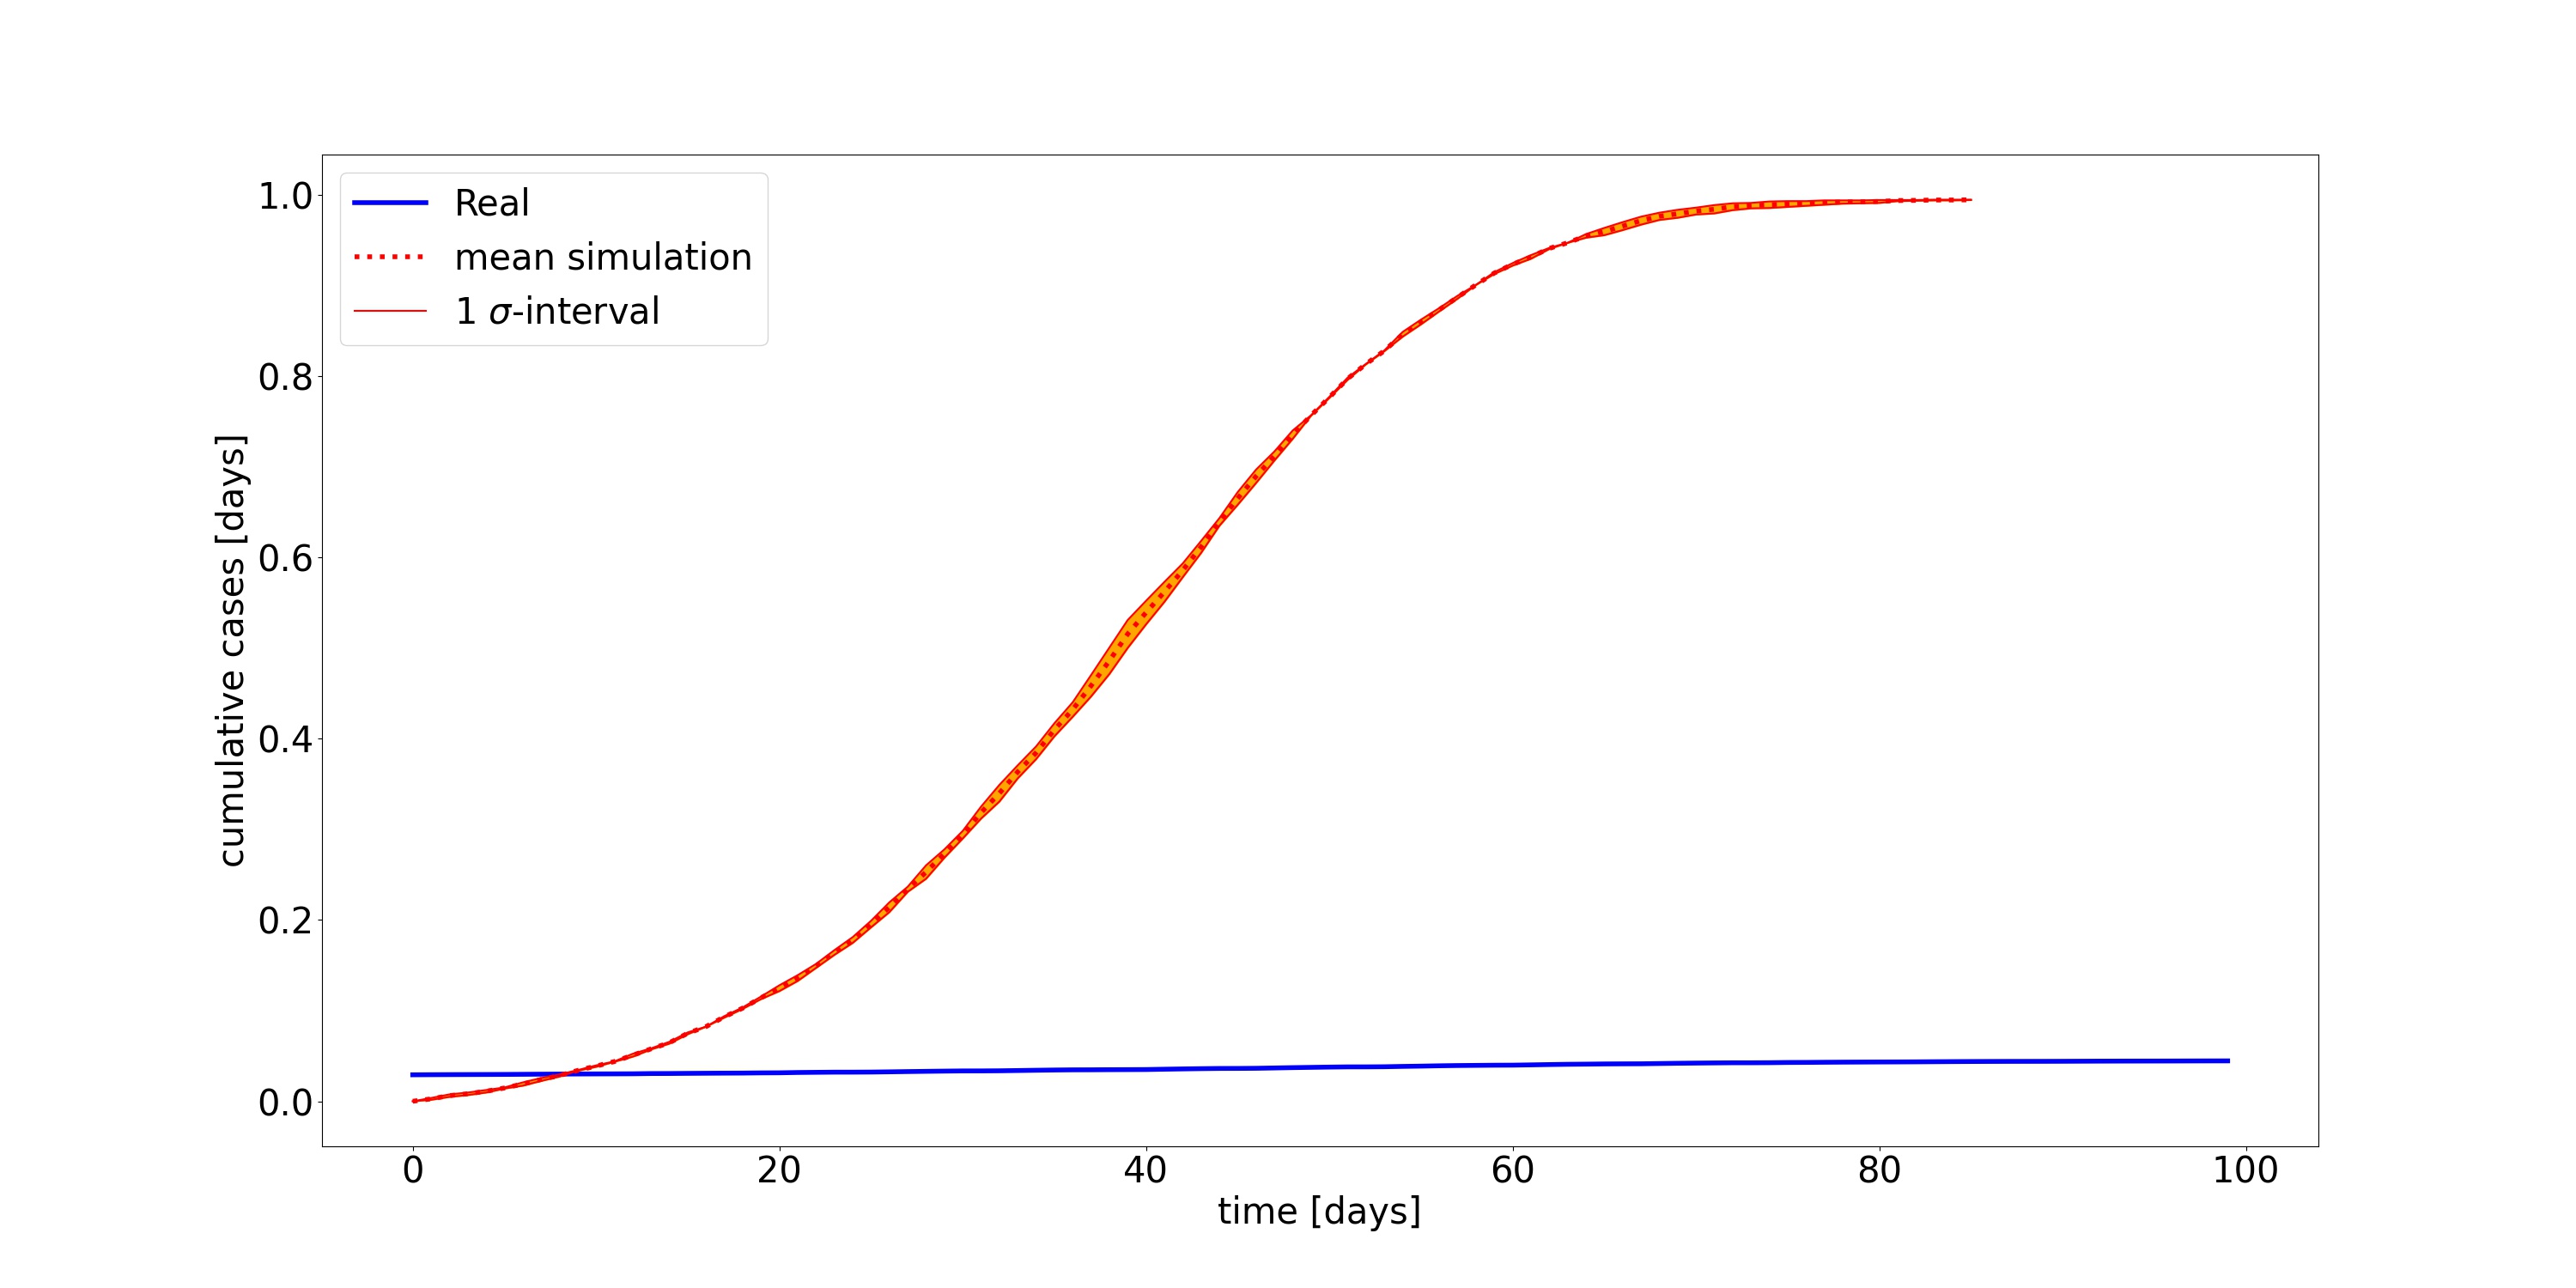 Real
mean simulation
1 σ-interval
cumulative cases [days]
1.0
0.8
0.6
0.4
0.2
0.0
0 20 40 60 80 100
time [days]